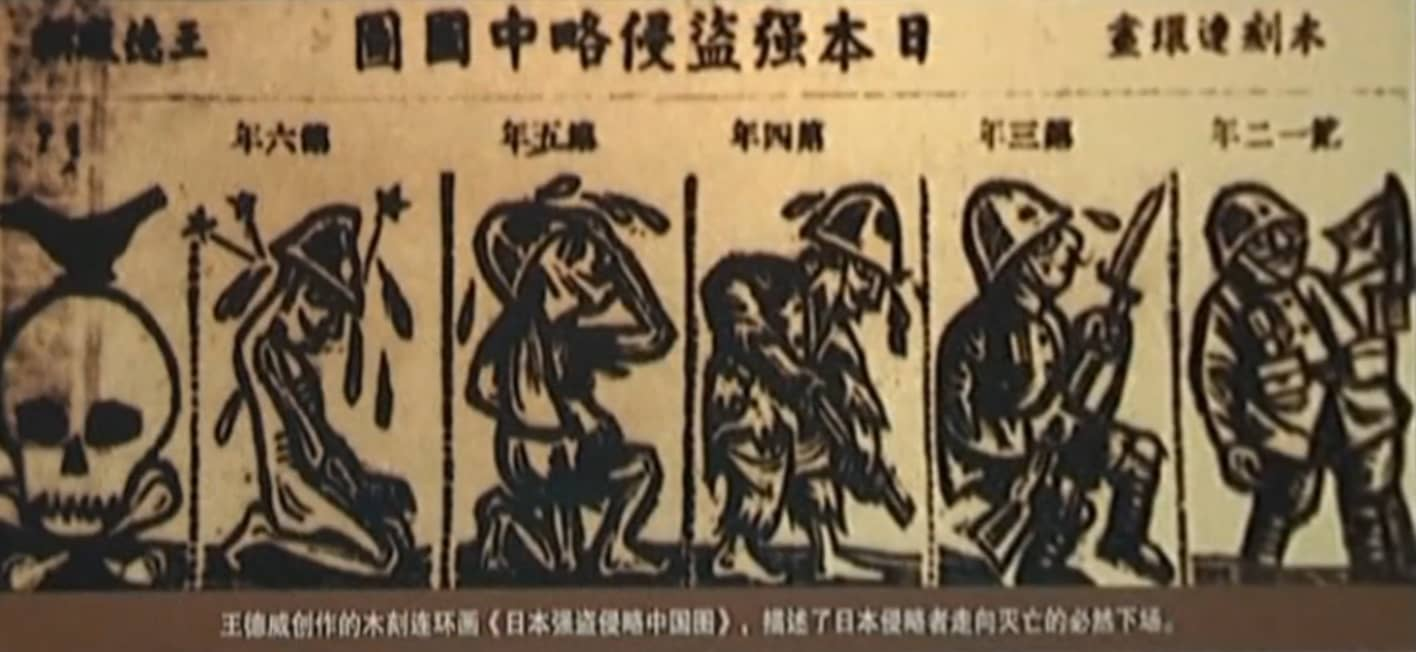 木刻連環畫
日本强盜侵略中國圖
王德威
第一二年
第三年
第四年
第五年
第六年
王德威创作的木刻连环画《日本强盗侵略中国图》，描述了日本侵略者走向灭亡的必然下场。